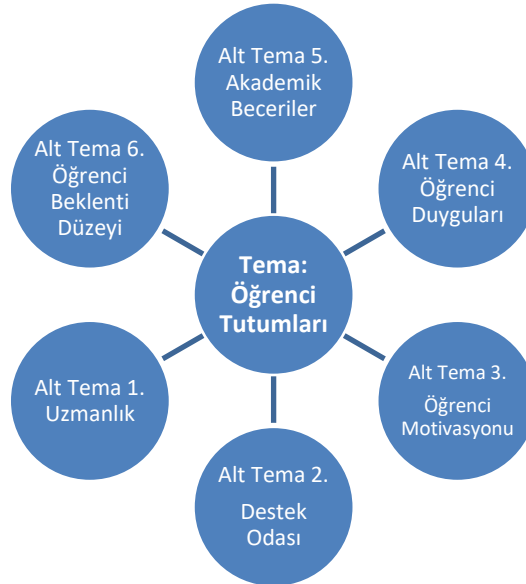 Alt Tema 5.
Akademik
Beceriler
Alt Tema 6.
Öğrenci
Beklenti
Düzeyi
Alt Tema 4.
Öğrenci
Duyguları
Tema:
Öğrenci
Tutumları
Alt Tema 1.
Uzmanlık
Alt Tema 3.
Öğrenci
Motivasyonu
Alt Tema 2.
Destek
Odası